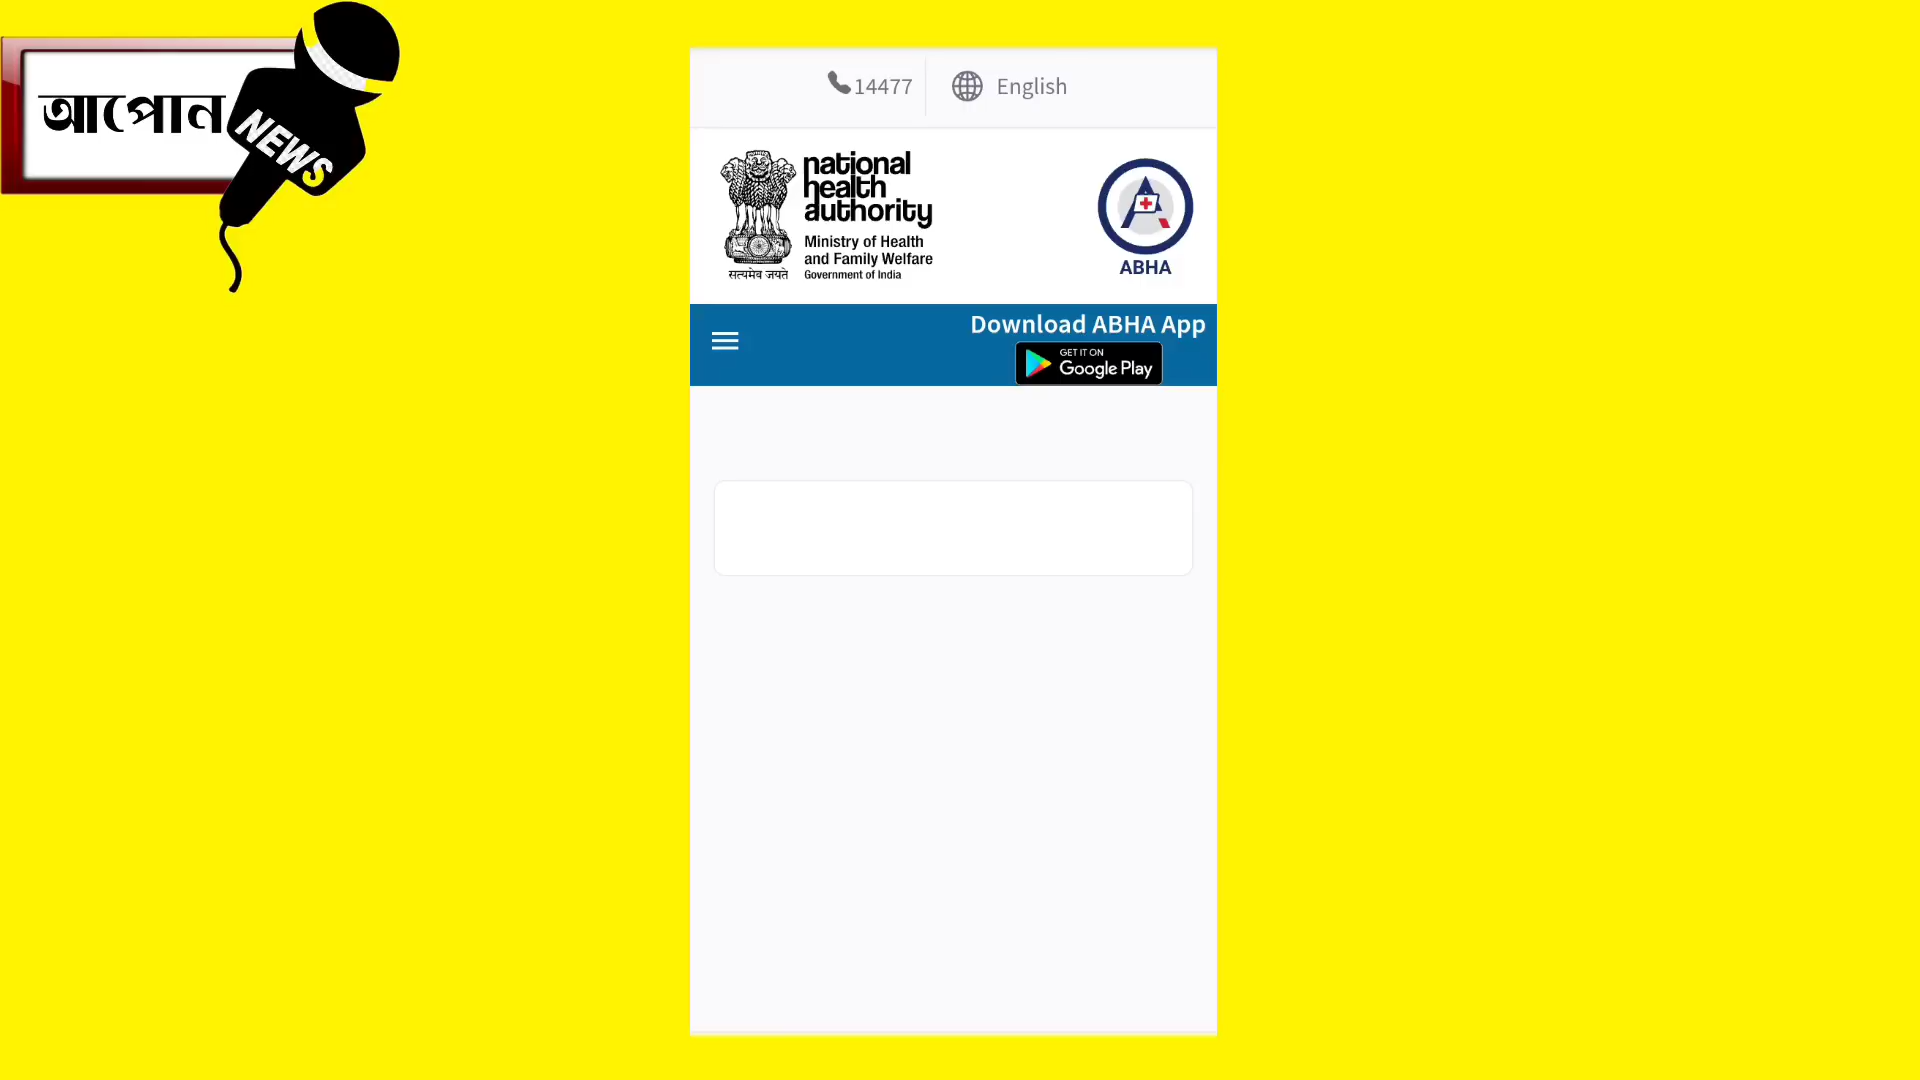 আপোন
NEWS
14477
English
national
health
authority
Ministry of Health
and Family Welfare
Government of India
सत्यमेव जयते
ABHA
Download ABHA App
GET IT ON
Google Play